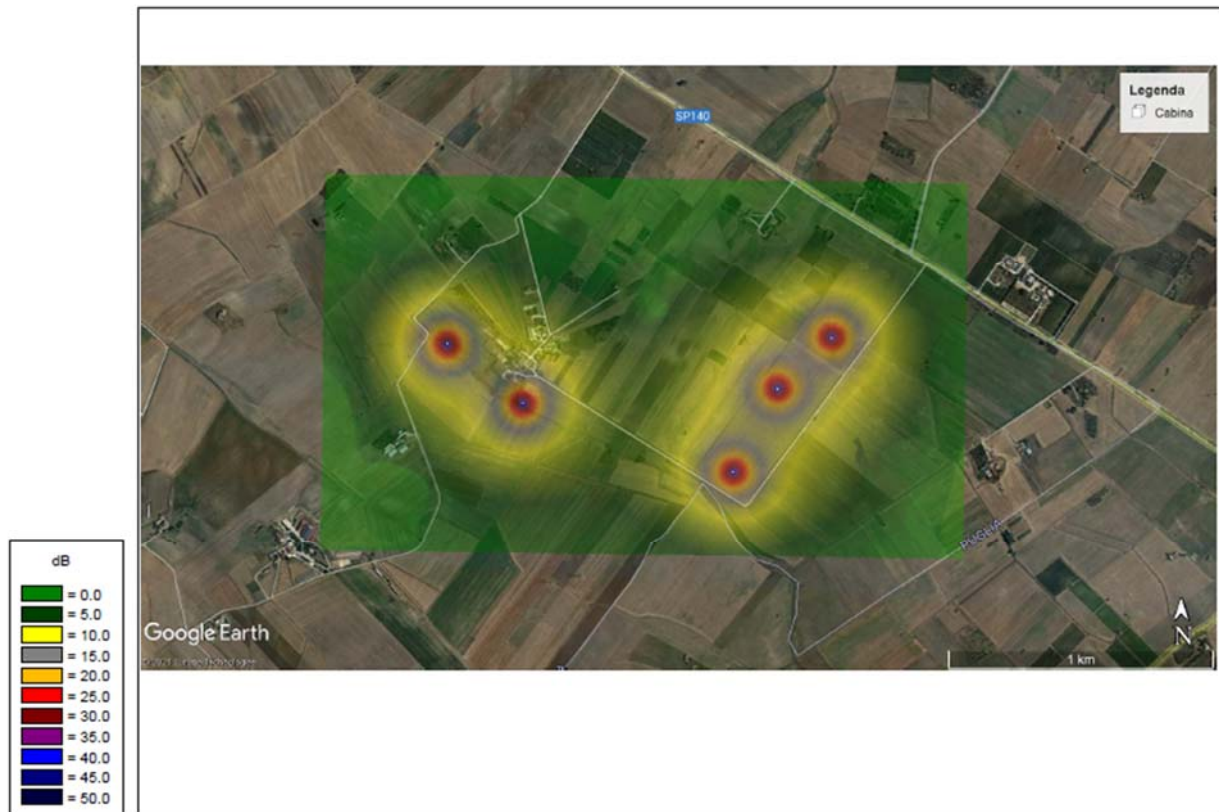 SP140
Legenda
Cabina
PUGLIA
Google Earth
N
1 km
dB
= 0.0
= 5.0
= 10.0
= 15.0
= 20.0
= 25.0
= 30.0
= 35.0
= 40.0
= 45.0
= 50.0